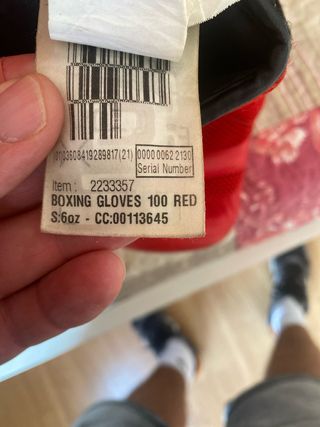 (01)03608419289817(21)
0000 0062 2130
Serial Number
Item : 2233357
BOXING GLOVES 100 RED
S:6oz - CC:00113645